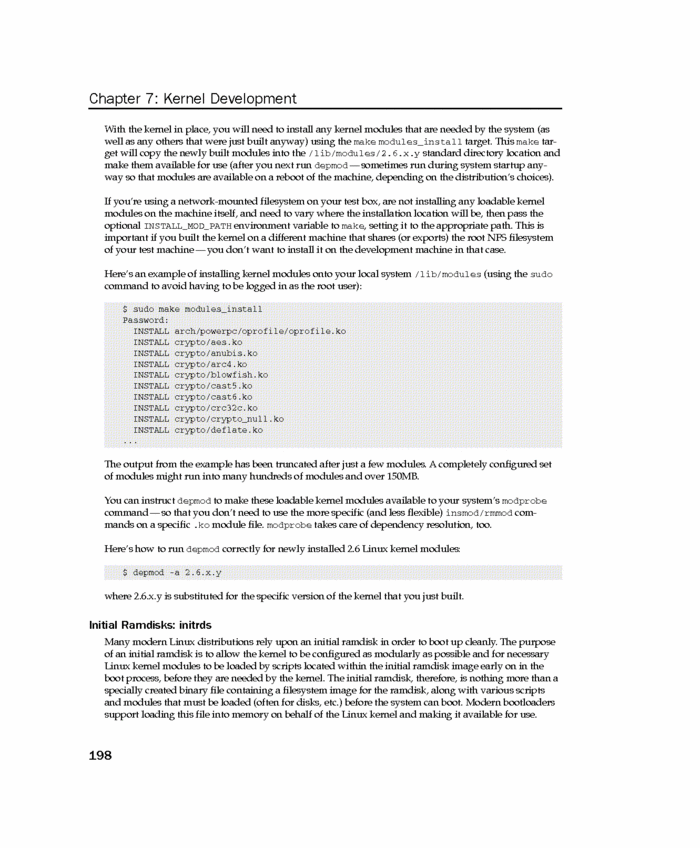 Chapter 7: Kernel Development
With the kernel in place, you will need to install any kernel modules that are needed by the system (as
well as any others that were just built anyway) using the make modules_install target. This make tar-
get will copy the newly built modules into the /lib/modules/2.6.x.y standard directory location and
make them available for use (after you next run depmod — sometimes run during system startup any-
way so that modules are available on a reboot of the machine, depending on the distribution's choices).
If you're using a network-mounted filesystem on your test box, are not installing any loadable kernel
modules on the machine itself, and need to vary where the installation location will be, then pass the
optional INSTALL_MOD_PATH environment variable to make, setting it to the appropriate path. This is
important if you built the kernel on a different machine that shares (or exports) the root NFS filesystem
of your test machine — you don't want to install it on the development machine in that case.
Here's an example of installing kernel modules onto your local system /lib/modules (using the sudo
command to avoid having to be logged in as the root user):
$ sudo make modules_install
Password:
INSTALL arch/powerpc/oprofile/oprofile.ko
INSTALL crypto/aes.ko
INSTALL crypto/anubis.ko
INSTALL crypto/arc4.ko
INSTALL crypto/blowfish.ko
INSTALL crypto/cast5.ko
INSTALL crypto/cast6.ko
INSTALL crypto/crc32c.ko
INSTALL crypto/crypto_null.ko
INSTALL crypto/deflate.ko
...
The output from the example has been truncated after just a few modules. A completely configured set
of modules might run into many hundreds of modules and over 150MB.
You can instruct depmod to make these loadable kernel modules available to your system's modprobe
command — so that you don't need to use the more specific (and less flexible) insmod/rmmod com-
mands on a specific .ko module file. modprobe takes care of dependency resolution, too.
Here's how to run depmod correctly for newly installed 2.6 Linux kernel modules:
$ depmod -a 2.6.x.y
where 2.6.x.y is substituted for the specific version of the kernel that you just built.
Initial Ramdisks: initrds
Many modern Linux distributions rely upon an initial ramdisk in order to boot up cleanly. The purpose
of an initial ramdisk is to allow the kernel to be configured as modularly as possible and for necessary
Linux kernel modules to be loaded by scripts located within the initial ramdisk image early on in the
boot process, before they are needed by the kernel. The initial ramdisk, therefore, is nothing more than a
specially created binary file containing a filesystem image for the ramdisk, along with various scripts
and modules that must be loaded (often for disks, etc.) before the system can boot. Modern bootloaders
support loading this file into memory on behalf of the Linux kernel and making it available for use.
198